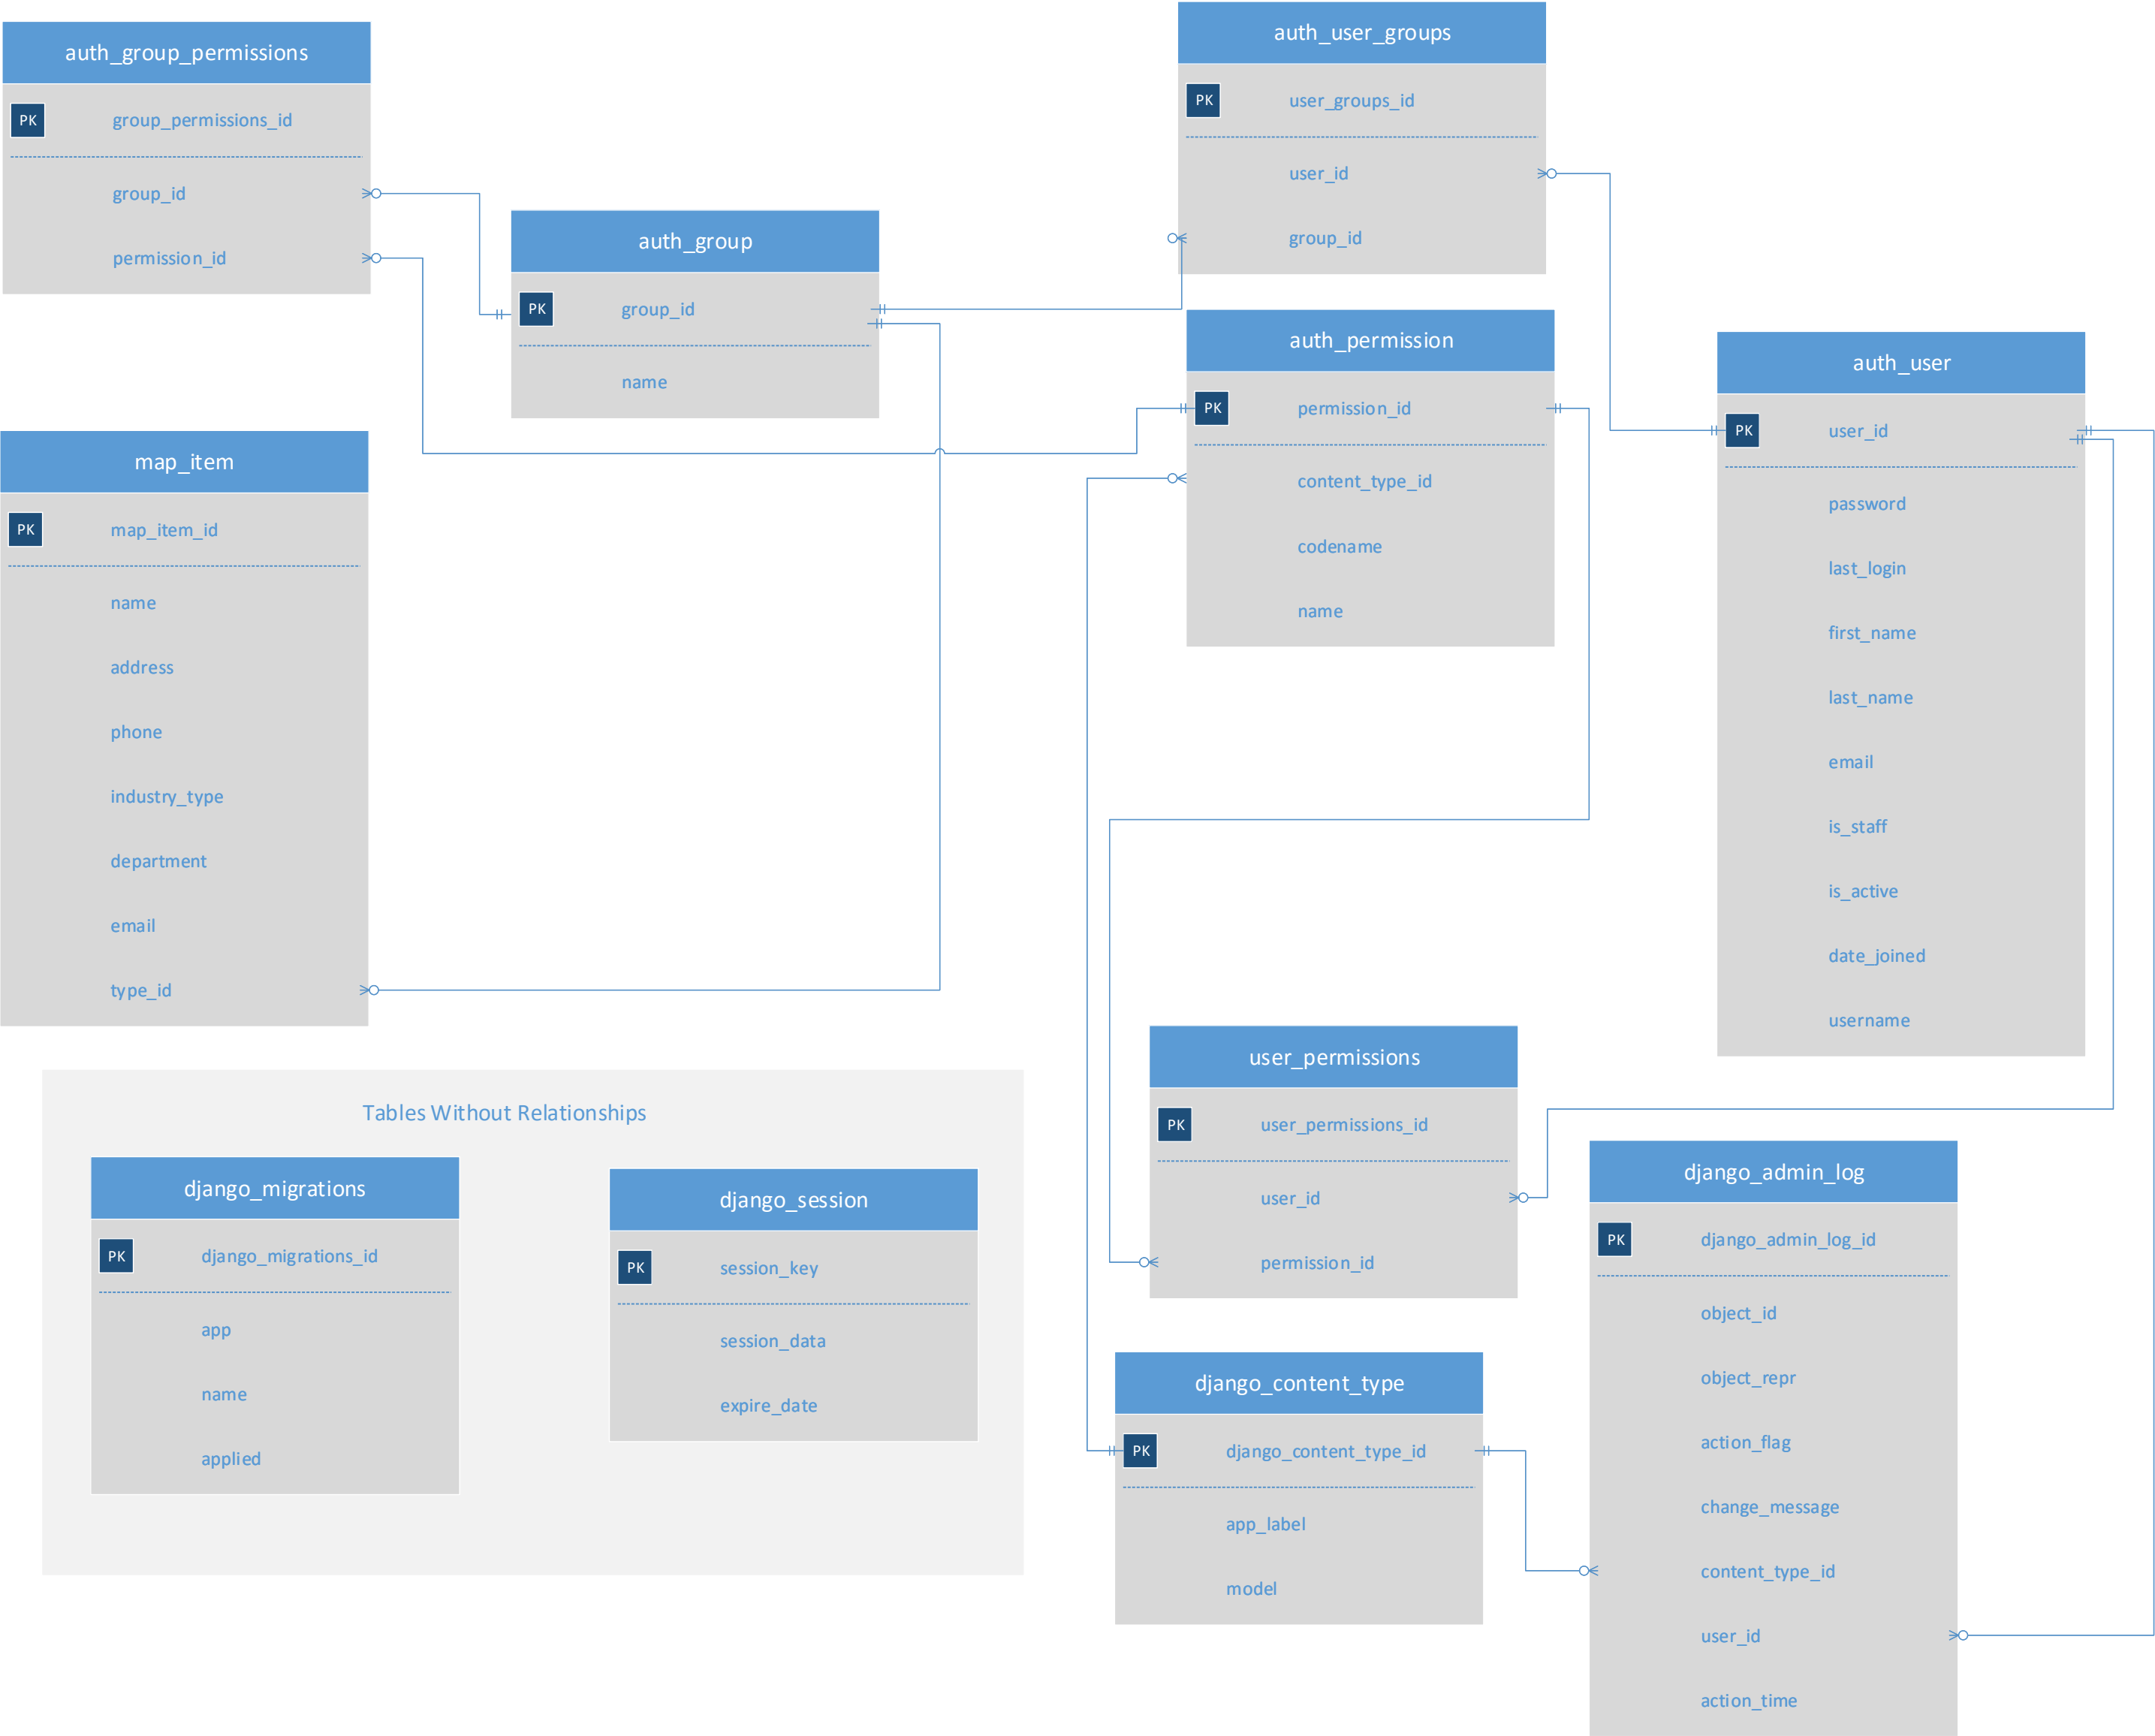 auth_group_permissions
PK
group_permissions_id
group_id
permission_id
auth_group
PK
group_id
name
auth_user_groups
PK
user_groups_id
user_id
group_id
auth_permission
PK
permission_id
content_type_id
codename
name
auth_user
PK
user_id
password
last_login
first_name
last_name
email
is_staff
is_active
date_joined
username
map_item
PK
map_item_id
name
address
phone
industry_type
department
email
type_id
Tables Without Relationships
django_migrations
PK
django_migrations_id
app
name
applied
django_session
PK
session_key
session_data
expire_date
user_permissions
PK
user_permissions_id
user_id
permission_id
django_content_type
PK
django_content_type_id
app_label
model
django_admin_log
PK
django_admin_log_id
object_id
object_repr
action_flag
change_message
content_type_id
user_id
action_time